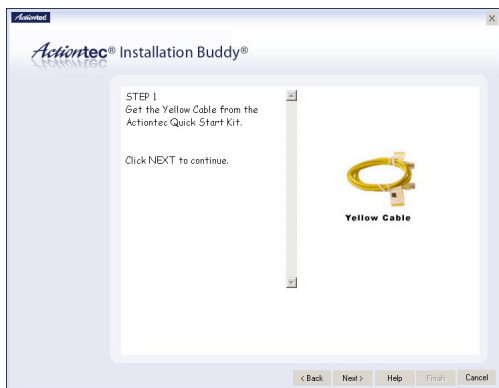 Actiontec
Actiontec® Installation Buddy®
STEP 1
Get the Yellow Cable from the
Actiontec Quick Start Kit.
Click NEXT to continue.
Yellow Cable
< Back Next > Help Finish Cancel